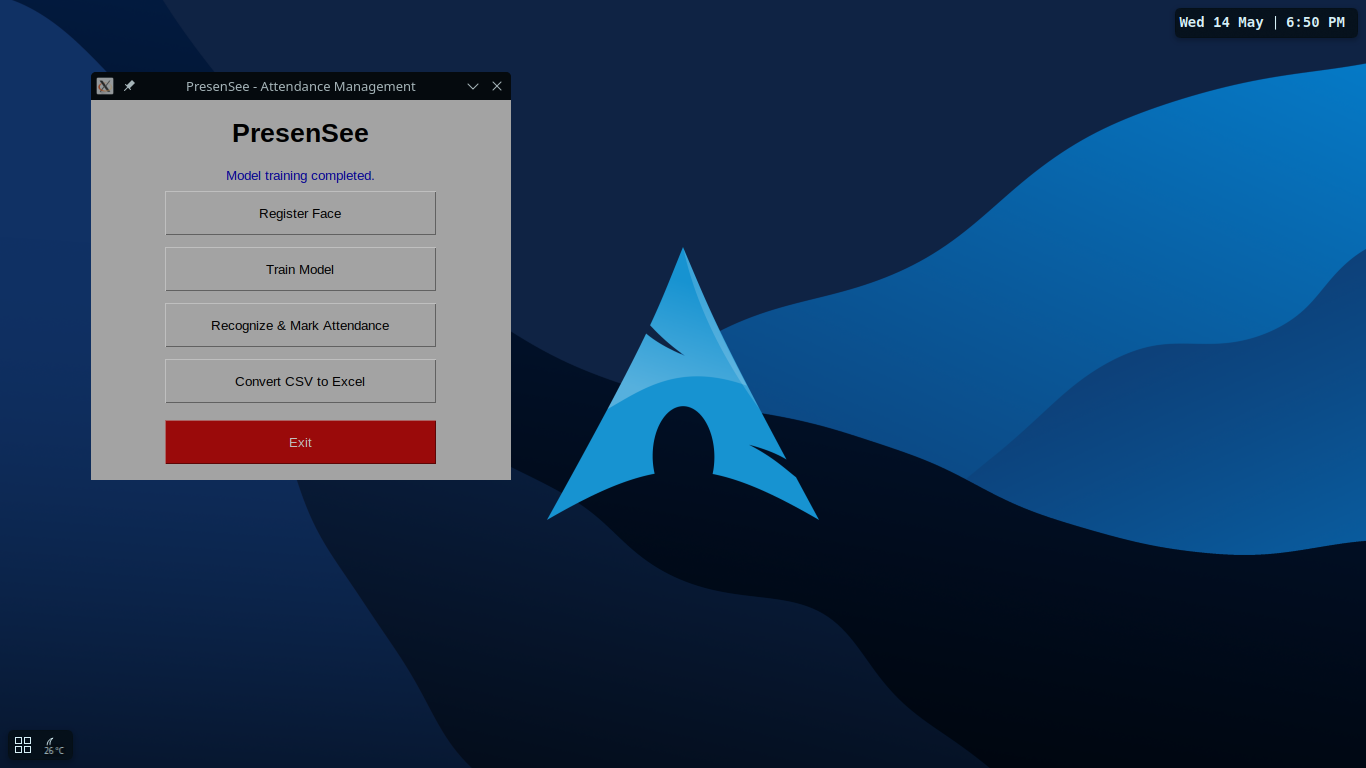 Wed 14 May | 6:50 PM
PresenSee - Attendance Management
PresenSee
Model training completed.
Register Face
Train Model
Recognize & Mark Attendance
Convert CSV to Excel
Exit
26 °C